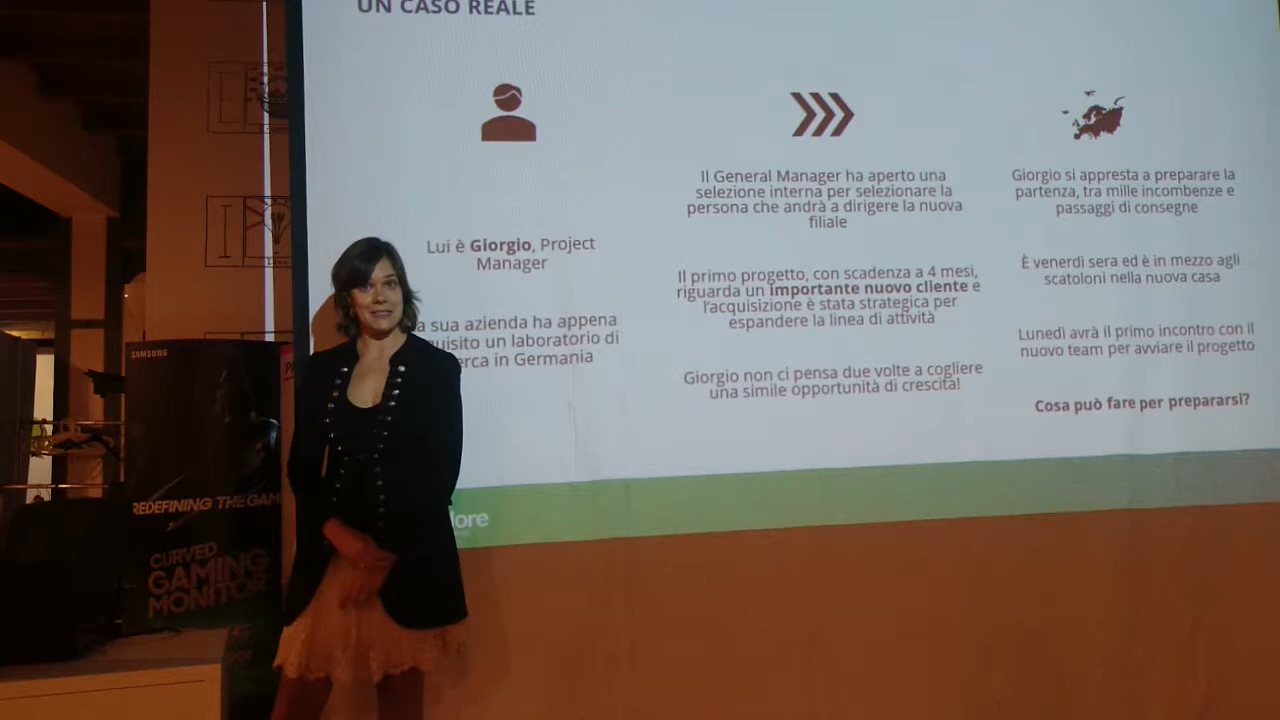 UN CASO REALE
Lui è Giorgio, Project
Manager
a sua azienda ha appena
uisito un laboratorio di
erca in Germania
Il General Manager ha aperto una
selezione interna per selezionare la
persona che andrà a dirigere la nuova
filiale
Il primo progetto, con scadenza a 4 mesi,
riguarda un importante nuovo cliente e
l'acquisizione è stata strategica per
espandere la linea di attività
Giorgio non ci pensa due volte a cogliere
una simile opportunità di crescita!
Giorgio si appresta a preparare la
partenza, tra mille incombenze e
passaggi di consegne
È venerdì sera ed è in mezzo agli
scatoloni nella nuova casa
Lunedì avrà il primo incontro con il
nuovo team per avviare il progetto
Cosa può fare per prepararsi?
lore
SAMSUNG
REDEFINING THE GAM
CURVED
GAMING
MONITOR